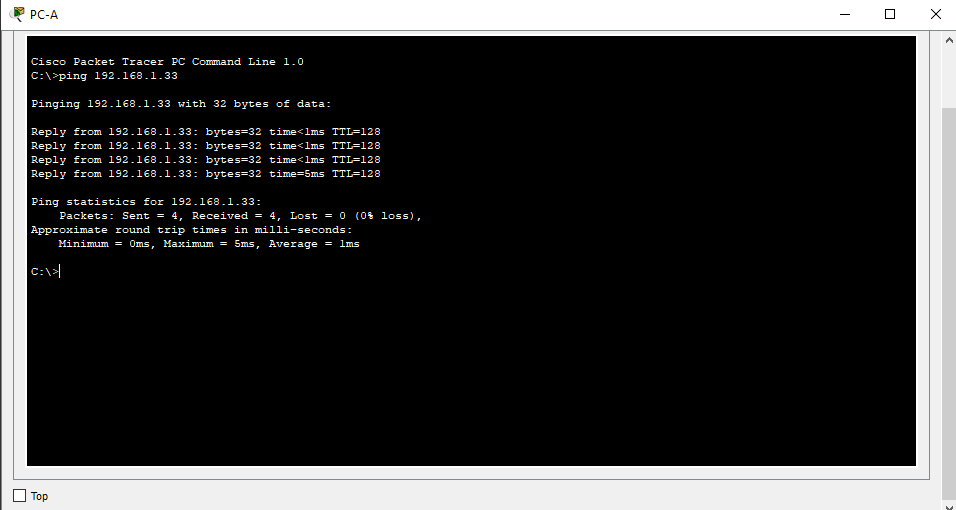 PC-A
Cisco Packet Tracer PC Command Line 1.0
C:\>ping 192.168.1.33
Pinging 192.168.1.33 with 32 bytes of data:
Reply from 192.168.1.33: bytes=32 time<1ms TTL=128
Reply from 192.168.1.33: bytes=32 time<1ms TTL=128
Reply from 192.168.1.33: bytes=32 time<1ms TTL=128
Reply from 192.168.1.33: bytes=32 time=5ms TTL=128
Ping statistics for 192.168.1.33:
    Packets: Sent = 4, Received = 4, Lost = 0 (0% loss),
Approximate round trip times in milli-seconds:
    Minimum = 0ms, Maximum = 5ms, Average = 1ms
C:\>
Top